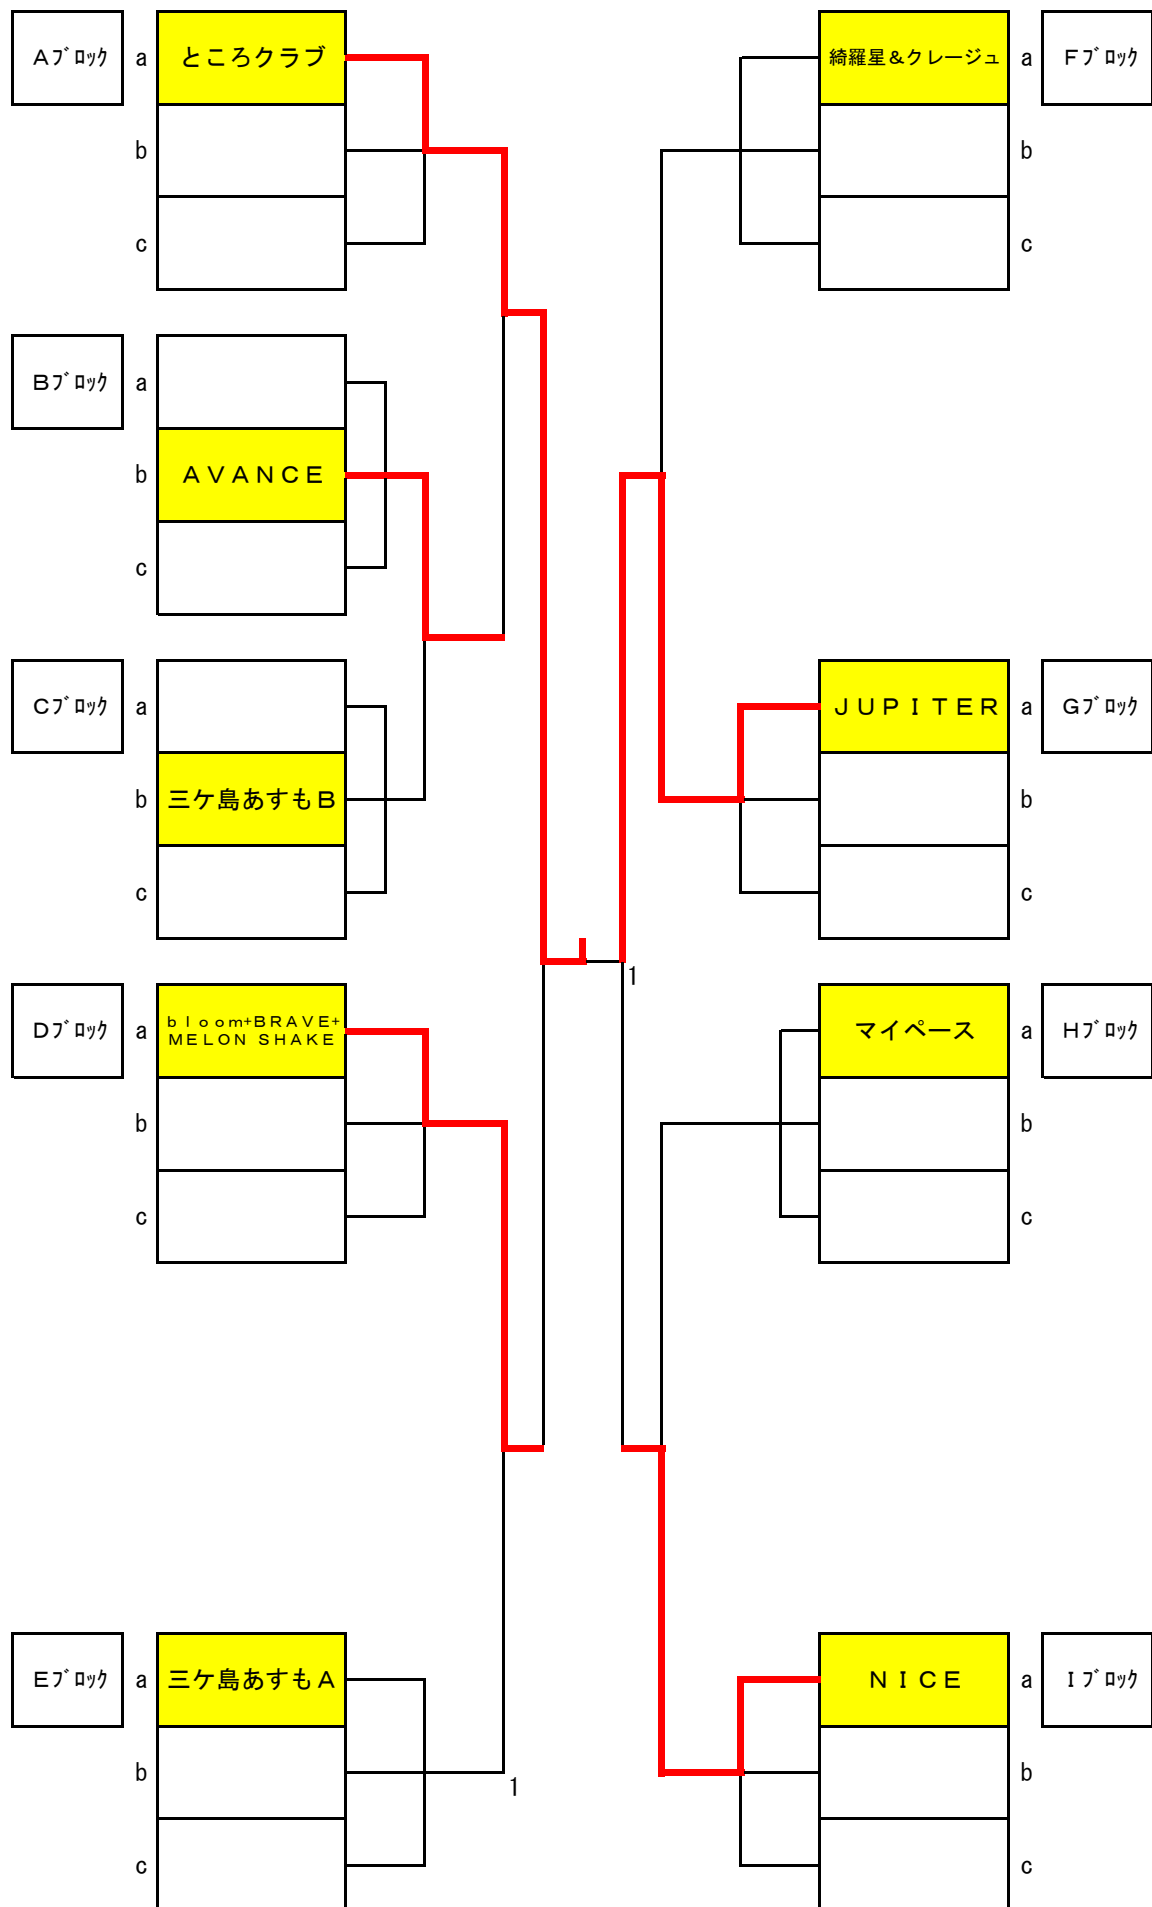 Aﾌﾞﾛｯｸ a ところクラブ
b
c
Bﾌﾞﾛｯｸ a
b AVANCE
c
Cﾌﾞﾛｯｸ a
b 三ケ島あすもB
c
Dﾌﾞﾛｯｸ a bloom+BRAVE+
MELON SHAKE
b
c
Eﾌﾞﾛｯｸ a 三ケ島あすもA
b
c
1
1
綺羅星&クレージュ a Fﾌﾞﾛｯｸ
b
c
JUPITER a Gﾌﾞﾛｯｸ
b
c
マイペース a Hﾌﾞﾛｯｸ
b
c
NICE a Iﾌﾞﾛｯｸ
b
c